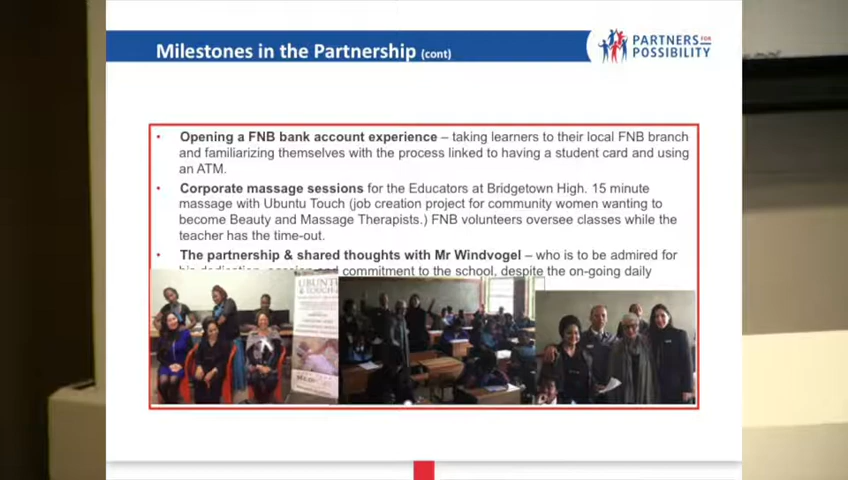 Milestones in the Partnership (cont)
PARTNERS FOR
POSSIBILITY
• Opening a FNB bank account experience – taking learners to their local FNB branch
and familiarizing themselves with the process linked to having a student card and using
an ATM.
• Corporate massage sessions for the Educators at Bridgetown High. 15 minute
massage with Ubuntu Touch (job creation project for community women wanting to
become Beauty and Massage Therapists.) FNB volunteers oversee classes while the
teacher has the time-out.
• The partnership & shared thoughts with Mr Windvogel – who is to be admired for
commitment to the school, despite the on-going daily
UBUNTU
TOUCH